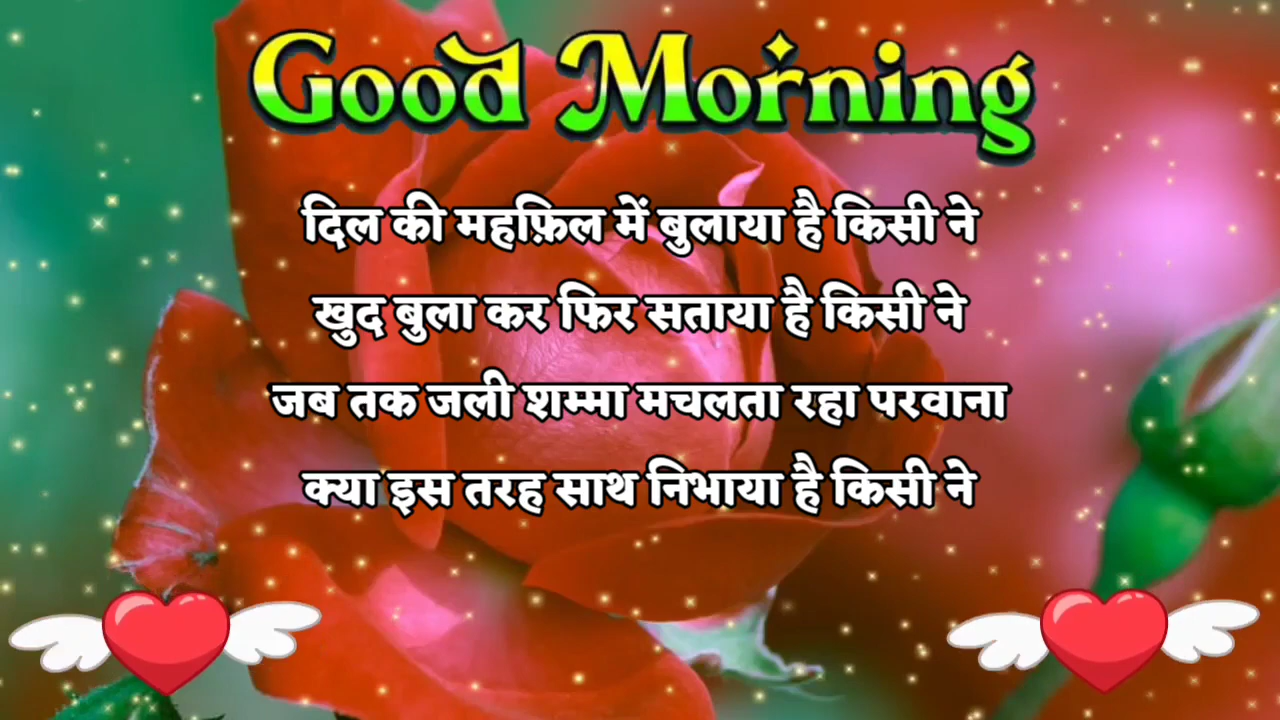 Good Morning
दिल की महफ़िल में बुलाया है किसी ने
खुद बुला कर फिर सताया है किसी ने
जब तक जली शम्मा मचलता रहा परवाना
क्या इस तरह साथ निभाया है किसी ने